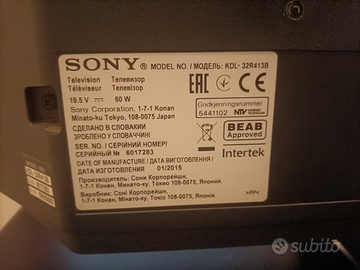 SONY MODEL NO. / МОДЕЛЬ: KDL- 32R413B
Television Телевизор
Téléviseur Телевізор
19.5 V 60 W
Sony Corporation, 1-7-1 Konan
Minato-ku Tokyo, 108-0075 Japan
СДЕЛАНО В СЛОВАКИИ
ЗРОБЛЕНО У СЛОВАЧЧИНІ
SER. NO. / СЕРІЙНИЙ НОМЕР /
СЕРИЙНЫЙ № 6017283
DATE OF MANUFACTURE / ДАТА ВИГОТОВЛЕННЯ /
ДАТА ИЗГОТОВЛЕНИЯ 01/2015
Производитель: Сони Корпорейшн,
1-7-1 Конан, Минато-ку, Токио 108-0075, Япония
Виробник: Соні Корпорейшн,
1-7-1 Конан, Мінато-ку, Токіо 108-0075, Японія.
EAC CE
Godkjenningsnummer
5441102 NTV
BEAB
Approved
Intertek
>PP<
subito